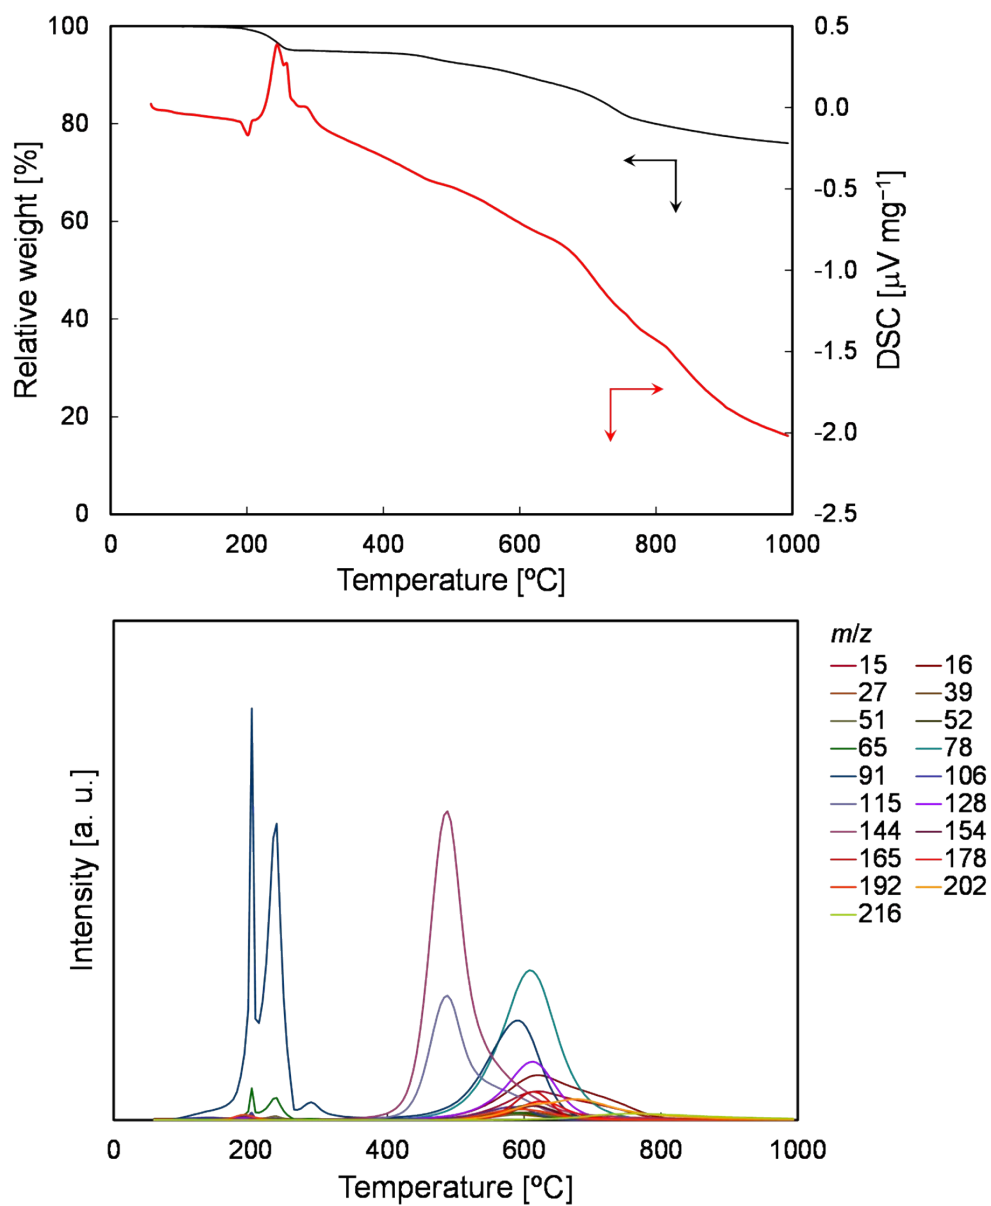 100
80
60
40
20
0
Relative weight [%]
0.5
0.0
-0.5
-1.0
-1.5
-2.0
-2.5
DSC [μV mg⁻¹]
0 200 400 600 800 1000
Temperature [ºC]
Intensity [a. u.]
0 200 400 600 800 1000
Temperature [ºC]
m/z
15 16
27 39
51 52
65 78
91 106
115 128
144 154
165 178
192 202
216